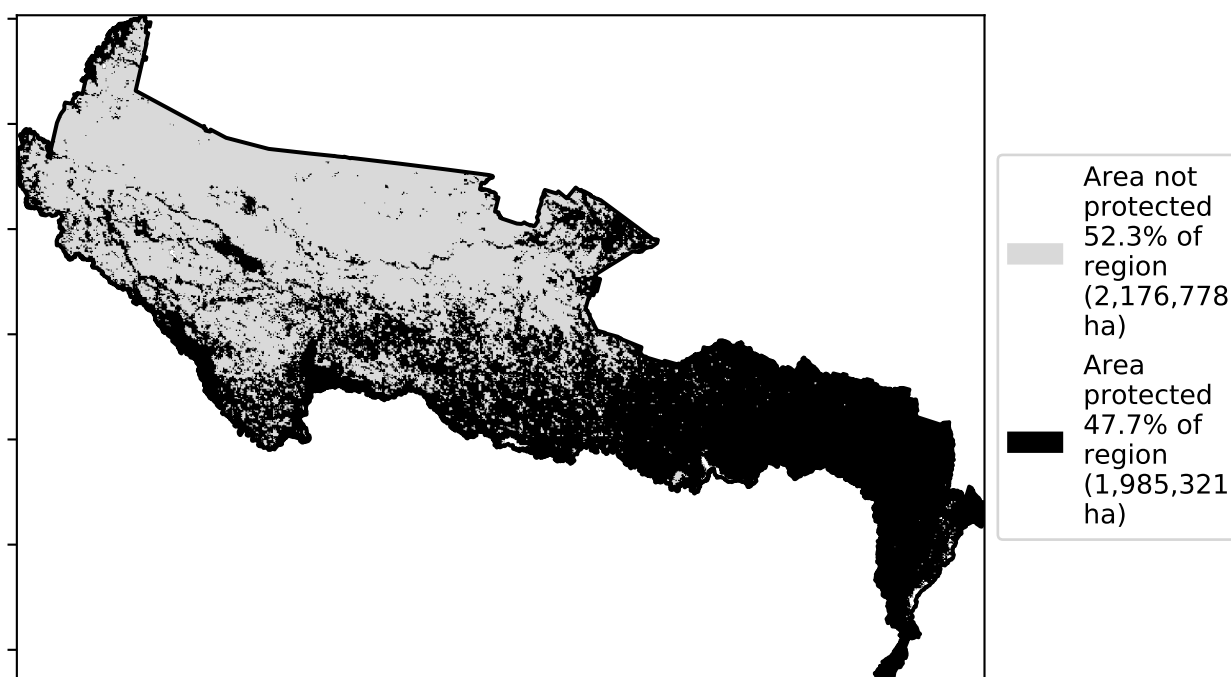 Area not
protected
52.3% of
region
(2,176,778
ha)
Area
protected
47.7% of
region
(1,985,321
ha)